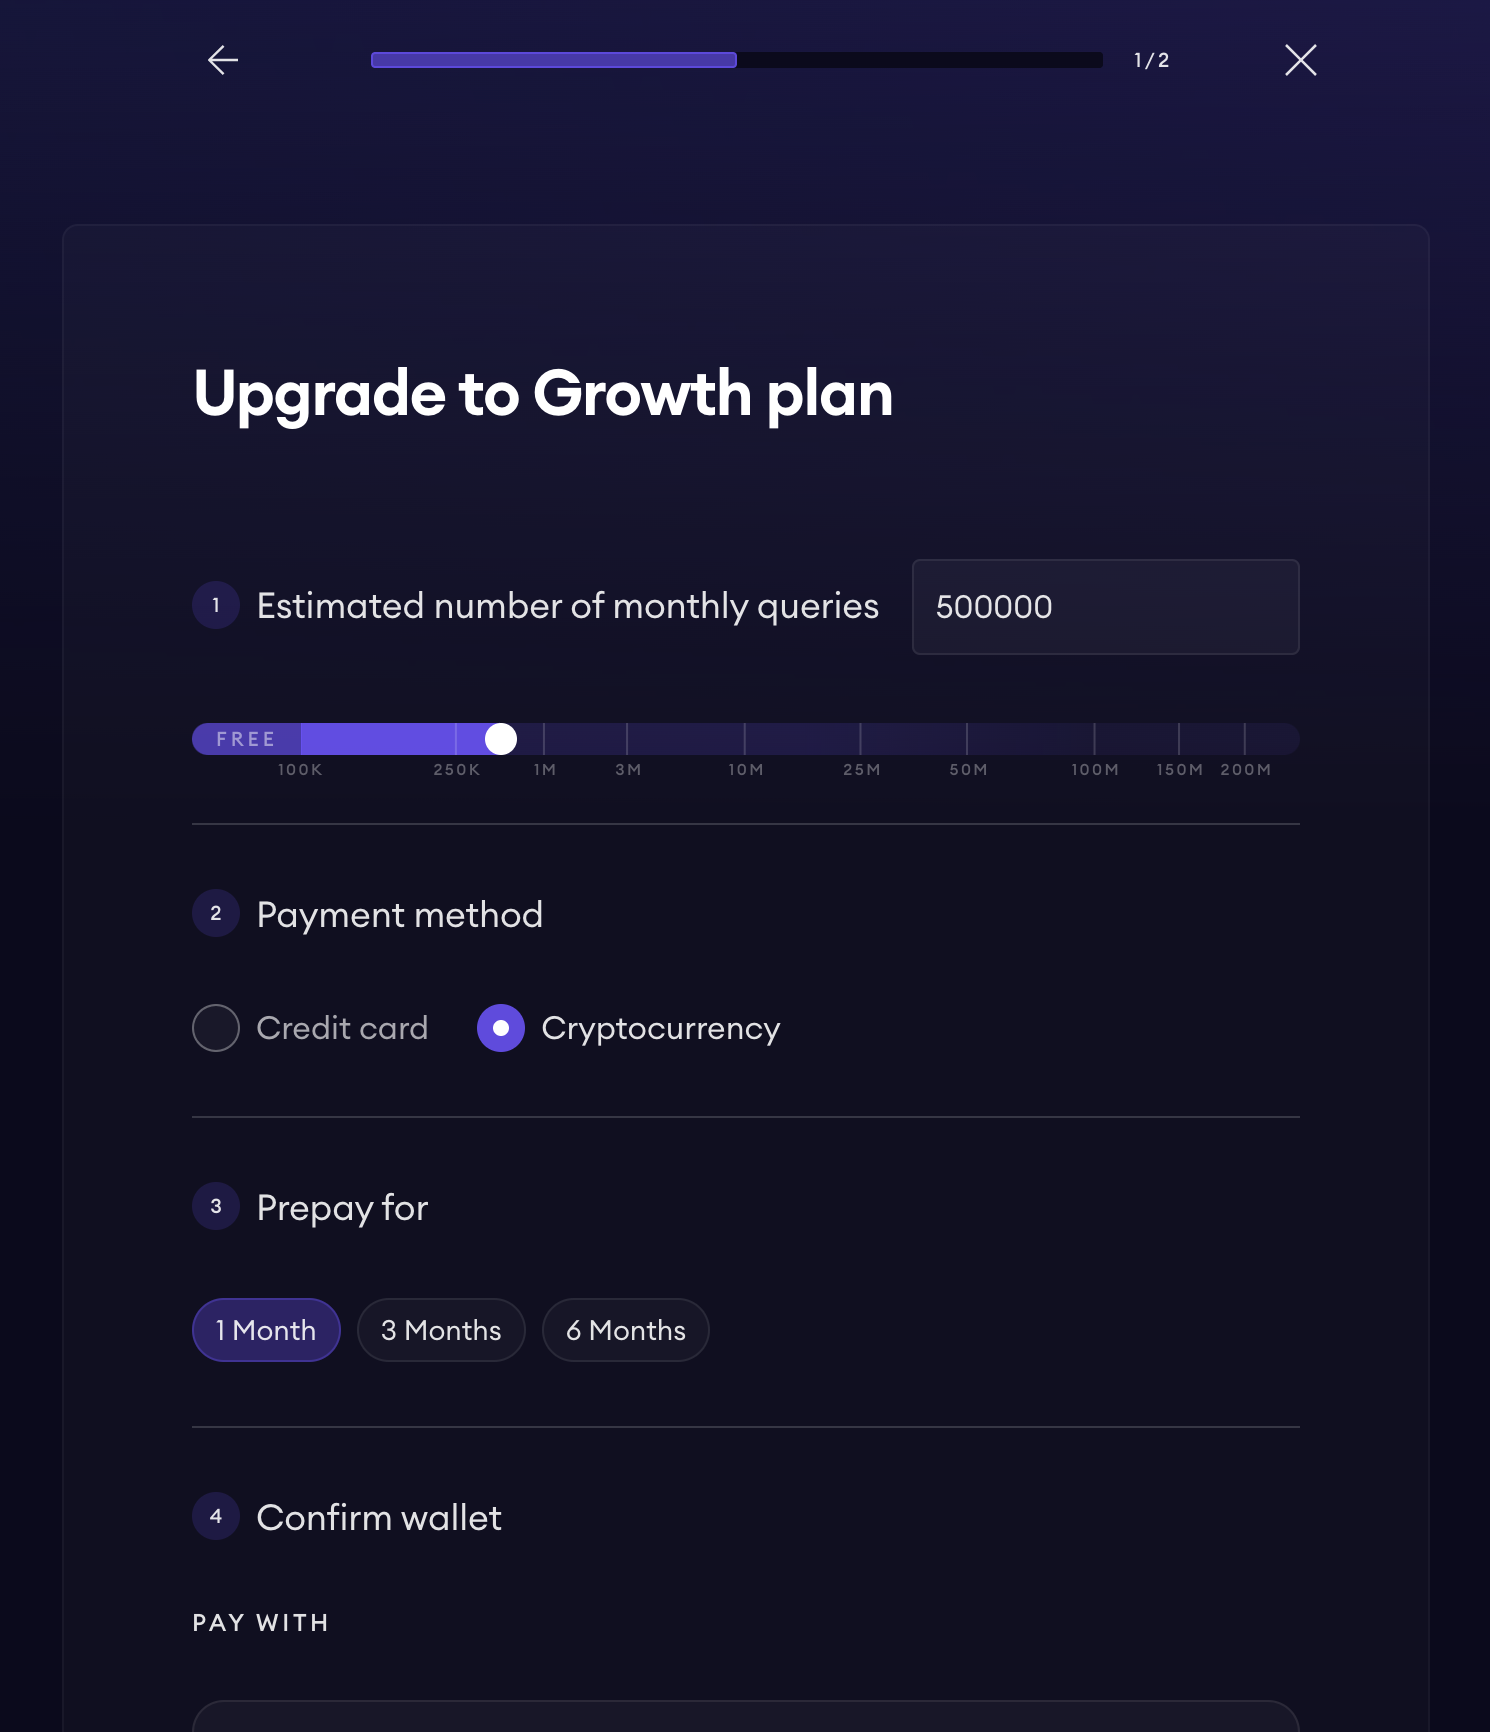 1/2
Upgrade to Growth plan
1 Estimated number of monthly queries 500000
FREE
100K 250K 1M 3M 10M 25M 50M 100M 150M 200M
2 Payment method
Credit card Cryptocurrency
3 Prepay for
1 Month 3 Months 6 Months
4 Confirm wallet
PAY WITH